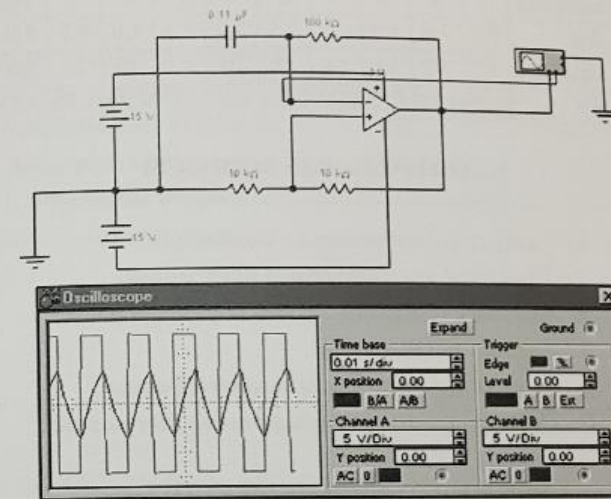 0.11 µF
100 kΩ
15 V
10 kΩ
10 kΩ
15 V
Oscilloscope
Expand
Ground
Time base
0.01 s/div
X position 0.00
B/A A/B
Trigger
Edge
Level 0.00
A B Ext
Channel A
5 V/Div
Y position 0.00
AC 0
Channel B
5 V/Div
Y position 0.00
AC 0